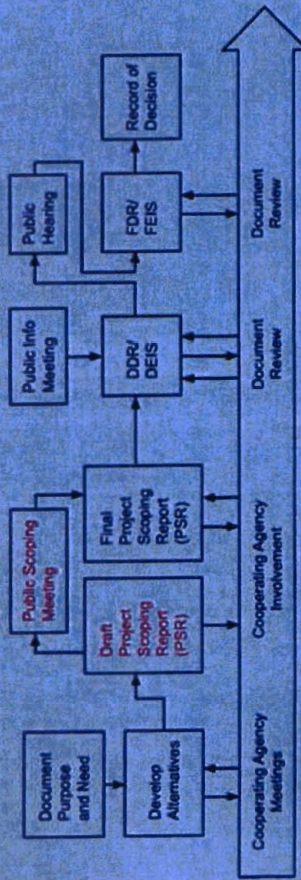 Document
Purpose
and Need
Develop
Alternatives
Public Scoping
Meeting
Draft
Project
Scoping
Report
(PSR)
Final
Project
Scoping
Report
(PSR)
Public Info
Meeting
DDR/
DEIS
Public
Hearing
FDR/
FEIS
Record of
Decision
Cooperating Agency
Meetings
Cooperating Agency
Involvement
Document
Review
Document
Review